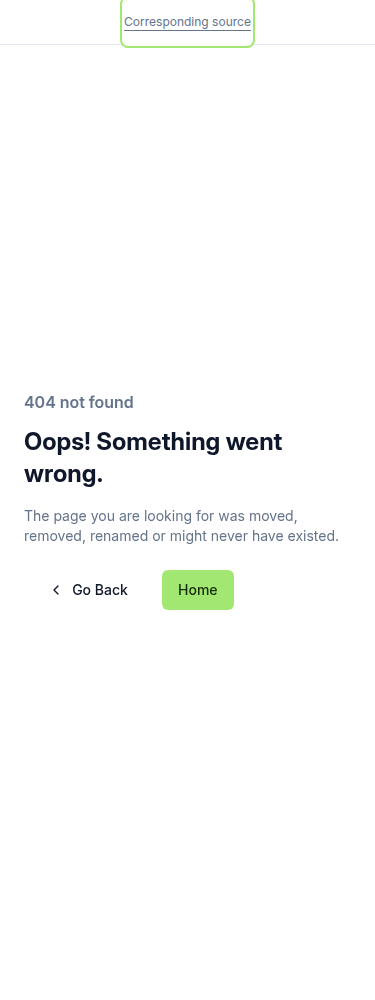 Corresponding source
404 not found
Oops! Something went
wrong.
The page you are looking for was moved,
removed, renamed or might never have existed.
Go Back
Home